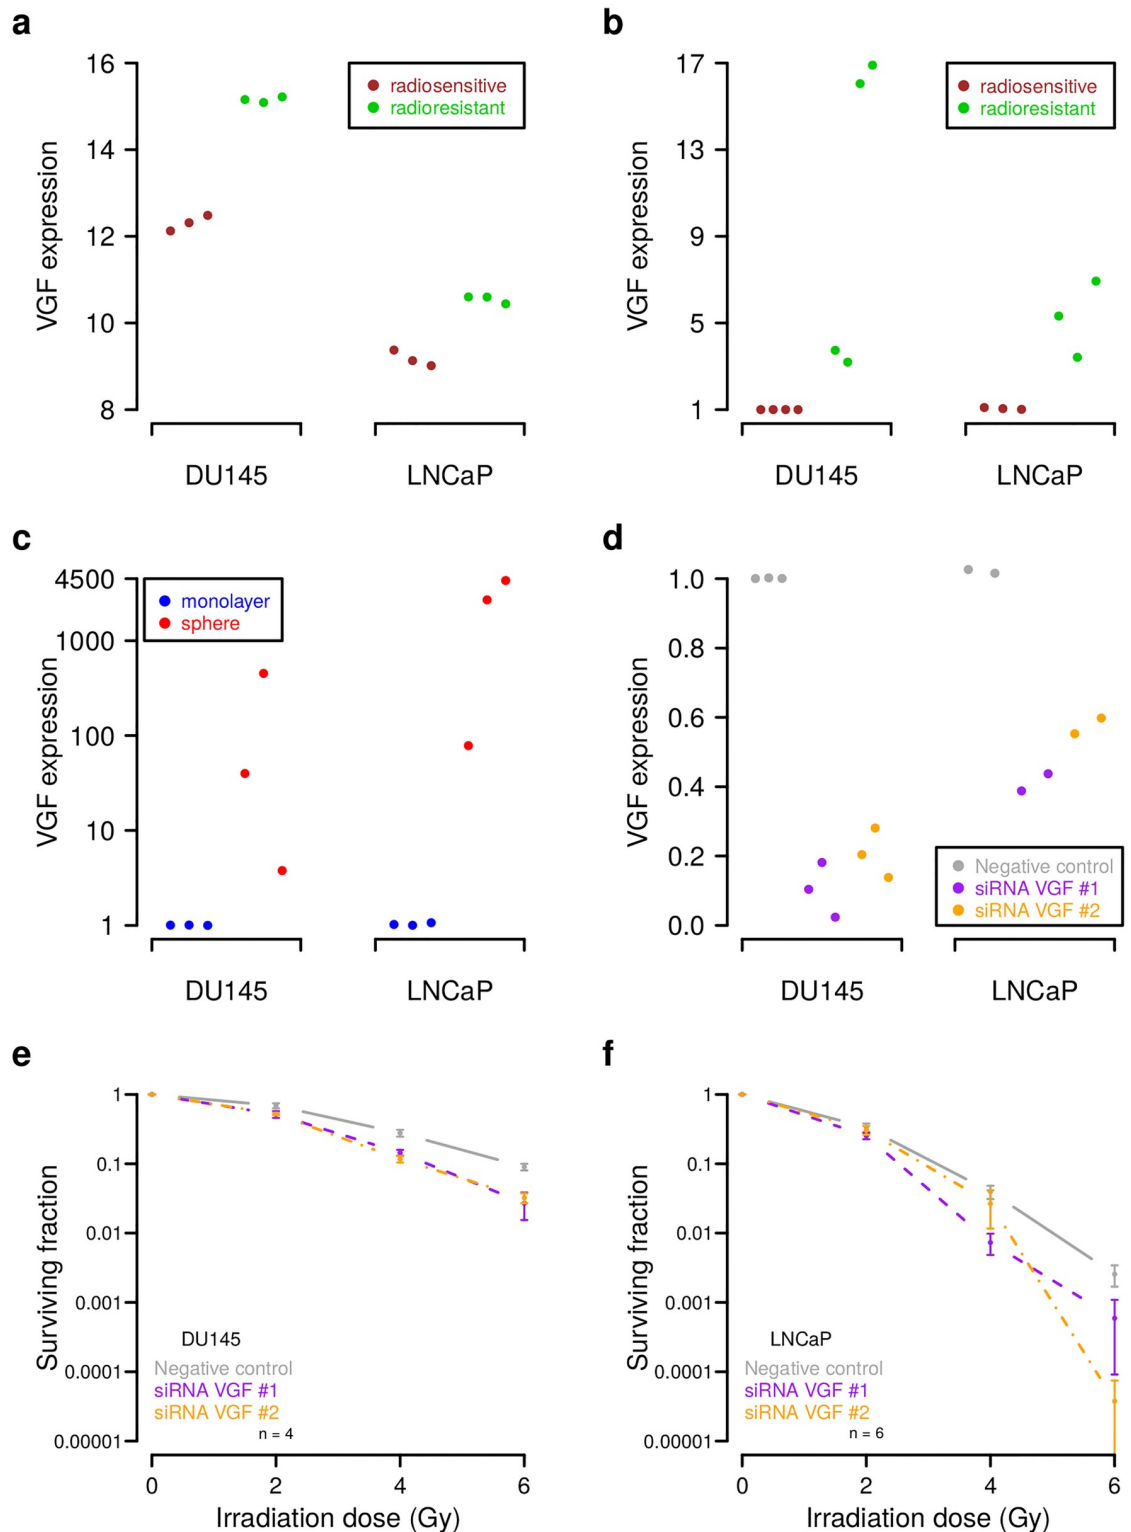 a
VGF expression
16
14
12
10
8
radiosensitive
radioresistant
DU145
LNCaP
b
VGF expression
17
13
9
5
1
radiosensitive
radioresistant
DU145
LNCaP
c
VGF expression
4500
1000
100
10
1
monolayer
sphere
DU145
LNCaP
d
VGF expression
1.0
0.8
0.6
0.4
0.2
0.0
Negative control
siRNA VGF #1
siRNA VGF #2
DU145
LNCaP
e
Surviving fraction
1
0.1
0.01
0.001
0.0001
0.00001
DU145
Negative control
siRNA VGF #1
siRNA VGF #2
n = 4
0 2 4 6
Irradiation dose (Gy)
f
Surviving fraction
1
0.1
0.01
0.001
0.0001
0.00001
LNCaP
Negative control
siRNA VGF #1
siRNA VGF #2
n = 6
0 2 4 6
Irradiation dose (Gy)